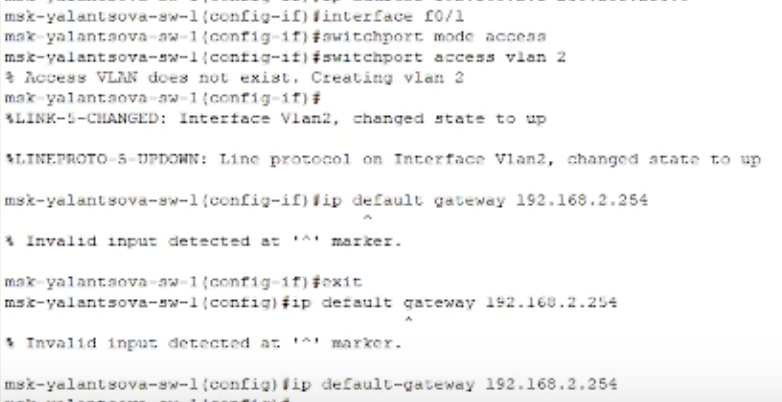 msk-yalantsova-sw-1(config-if)#interface f0/1
msk-yalantsova-sw-1(config-if)#switchport mode access
msk-yalantsova-sw-1(config-if)#switchport access vlan 2
% Access VLAN does not exist. Creating vlan 2
msk-yalantsova-sw-1(config-if)#
%LINK-5-CHANGED: Interface Vlan2, changed state to up
%LINEPROTO-5-UPDOWN: Line protocol on Interface Vlan2, changed state to up
msk-yalantsova-sw-1(config-if)#ip default gateway 192.168.2.254
^
% Invalid input detected at '^' marker.
msk-yalantsova-sw-1(config-if)#exit
msk-yalantsova-sw-1(config)#ip default gateway 192.168.2.254
^
% Invalid input detected at '^' marker.
msk-yalantsova-sw-1(config)#ip default-gateway 192.168.2.254